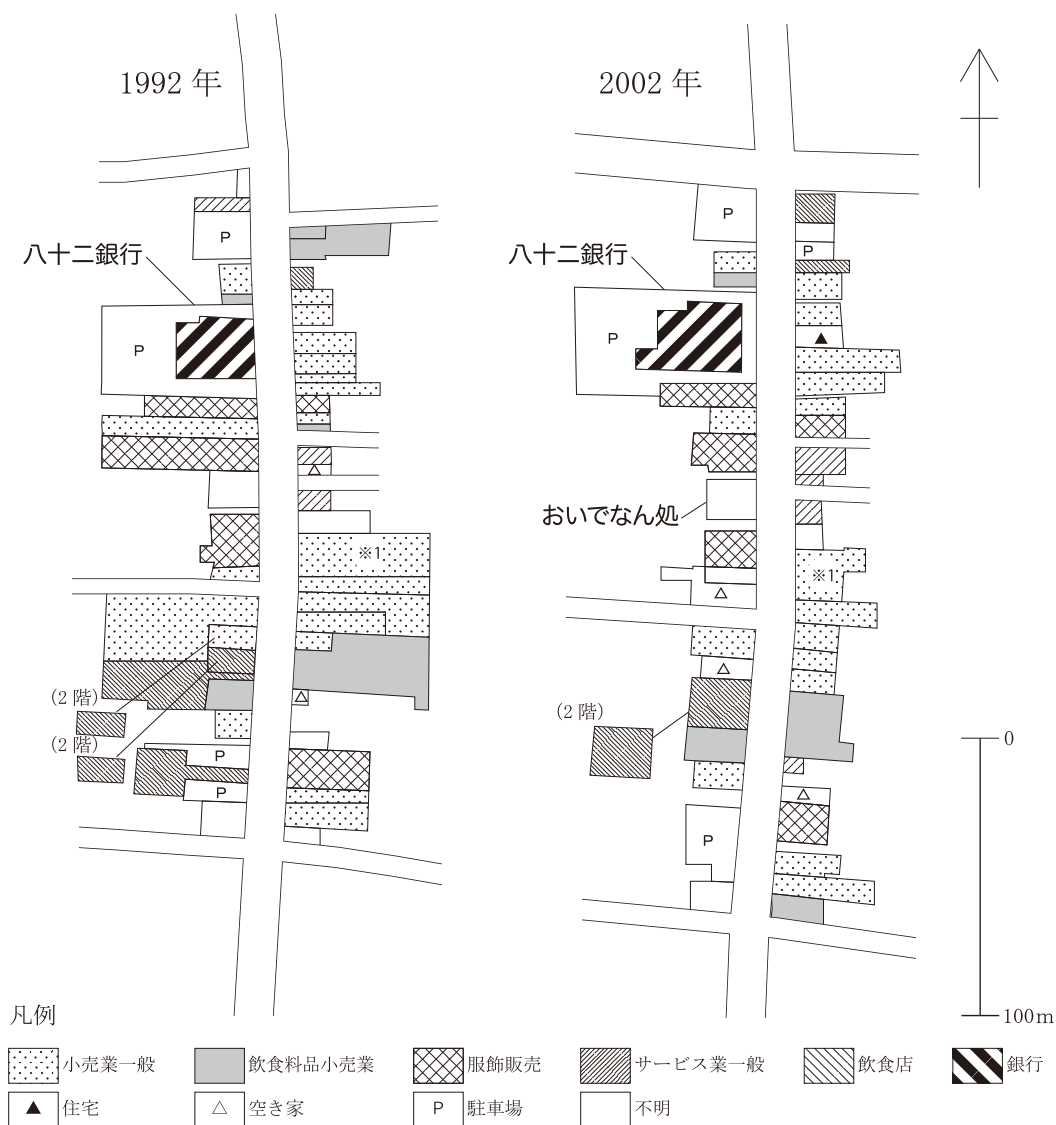 1992 年
2002 年
P
八十二銀行
P
※1
(2 階)
(2 階)
P
P
P
P
八十二銀行
P
おいでなん処
※1
(2 階)
P
0
100m
凡例
小売業一般
飲食料品小売業
服飾販売
サービス業一般
飲食店
銀行
▲ 住宅
△ 空き家
P 駐車場
不明